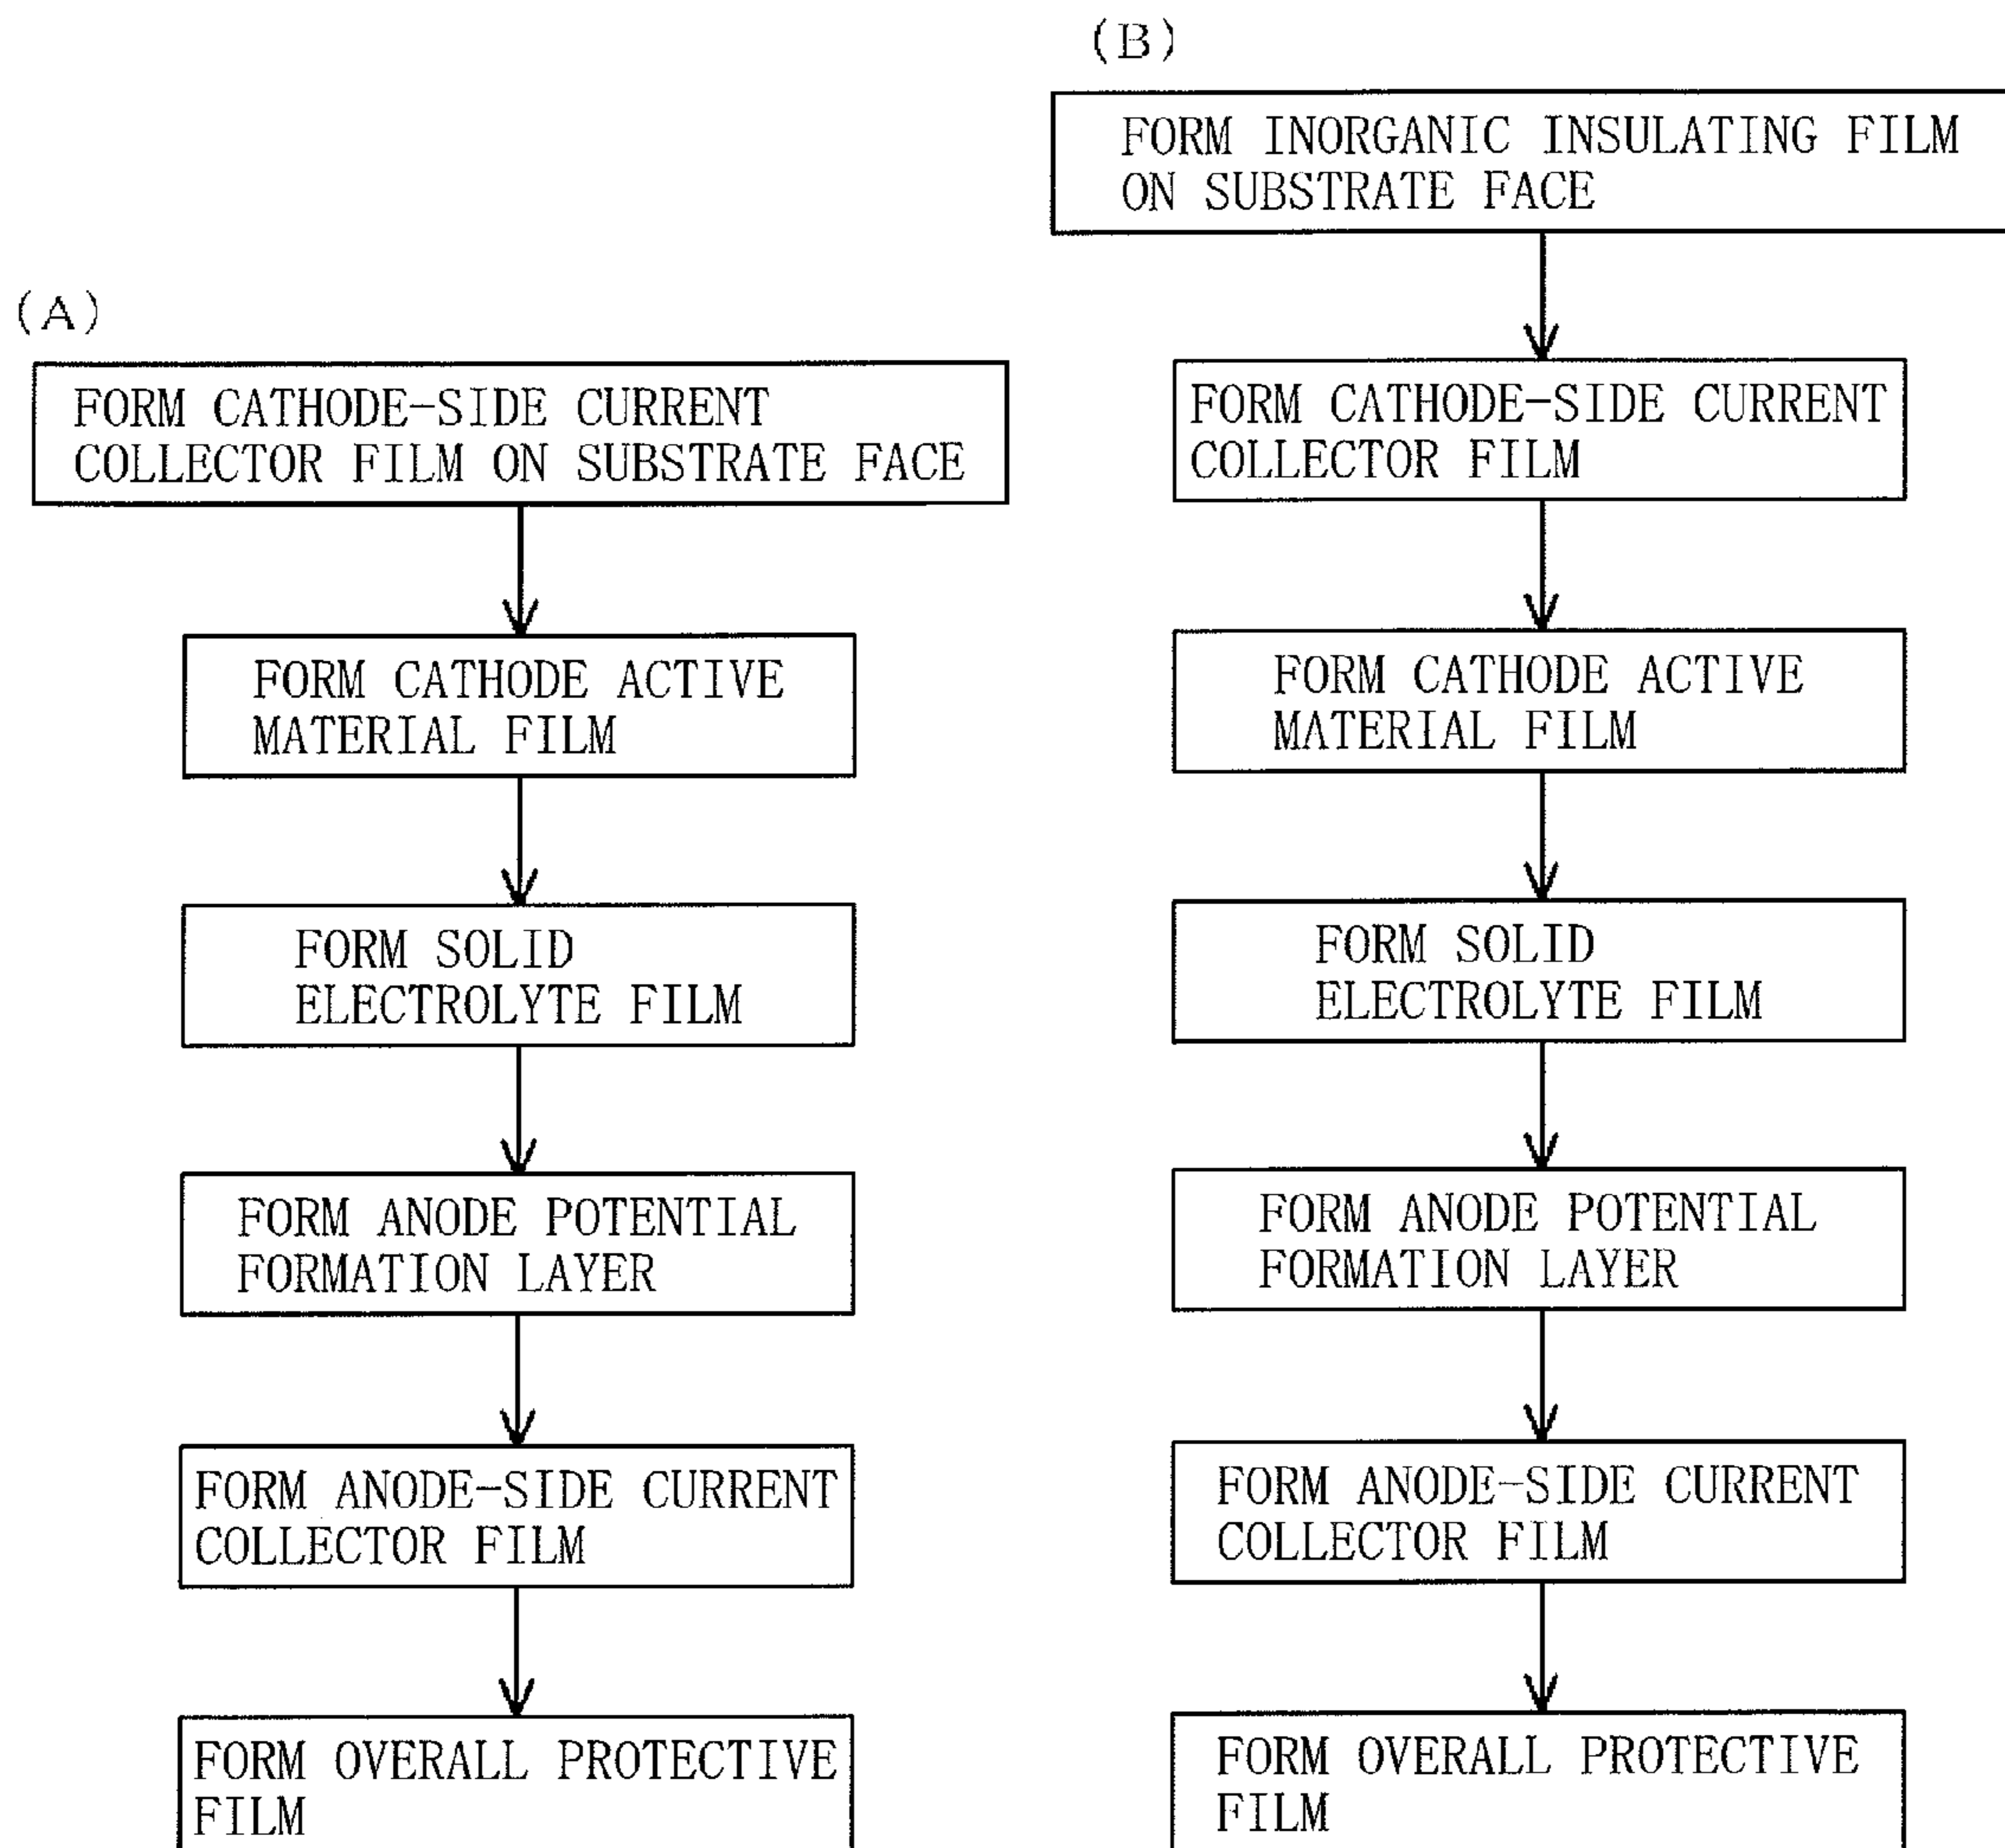 (A)
FORM CATHODE-SIDE CURRENT
COLLECTOR FILM ON SUBSTRATE FACE
FORM CATHODE ACTIVE
MATERIAL FILM
FORM SOLID
ELECTROLYTE FILM
FORM ANODE POTENTIAL
FORMATION LAYER
FORM ANODE-SIDE CURRENT
COLLECTOR FILM
FORM OVERALL PROTECTIVE
FILM
(B)
FORM INORGANIC INSULATING FILM
ON SUBSTRATE FACE
FORM CATHODE-SIDE CURRENT
COLLECTOR FILM
FORM CATHODE ACTIVE
MATERIAL FILM
FORM SOLID
ELECTROLYTE FILM
FORM ANODE POTENTIAL
FORMATION LAYER
FORM ANODE-SIDE CURRENT
COLLECTOR FILM
FORM OVERALL PROTECTIVE
FILM